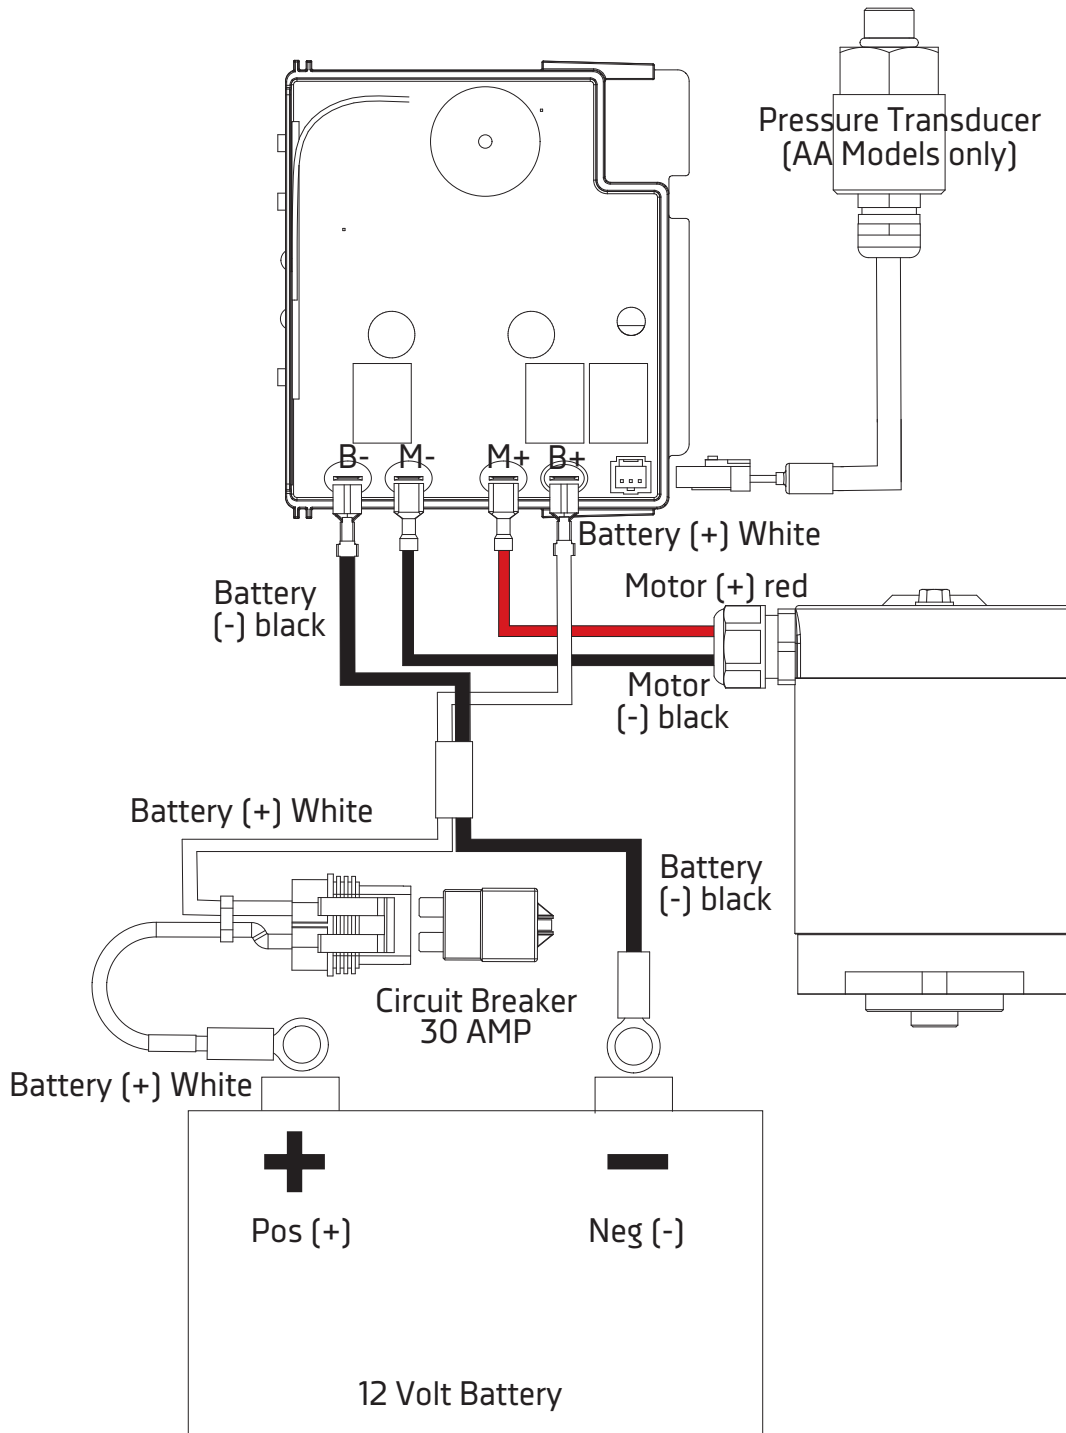 Pressure Transducer
(AA Models only)
B-
M-
M+
B+
Battery (+) White
Battery
(-) black
Motor (+) red
Motor
(-) black
Battery (+) White
Battery
(-) black
Circuit Breaker
30 AMP
Battery (+) White
Pos (+)
Neg (-)
12 Volt Battery